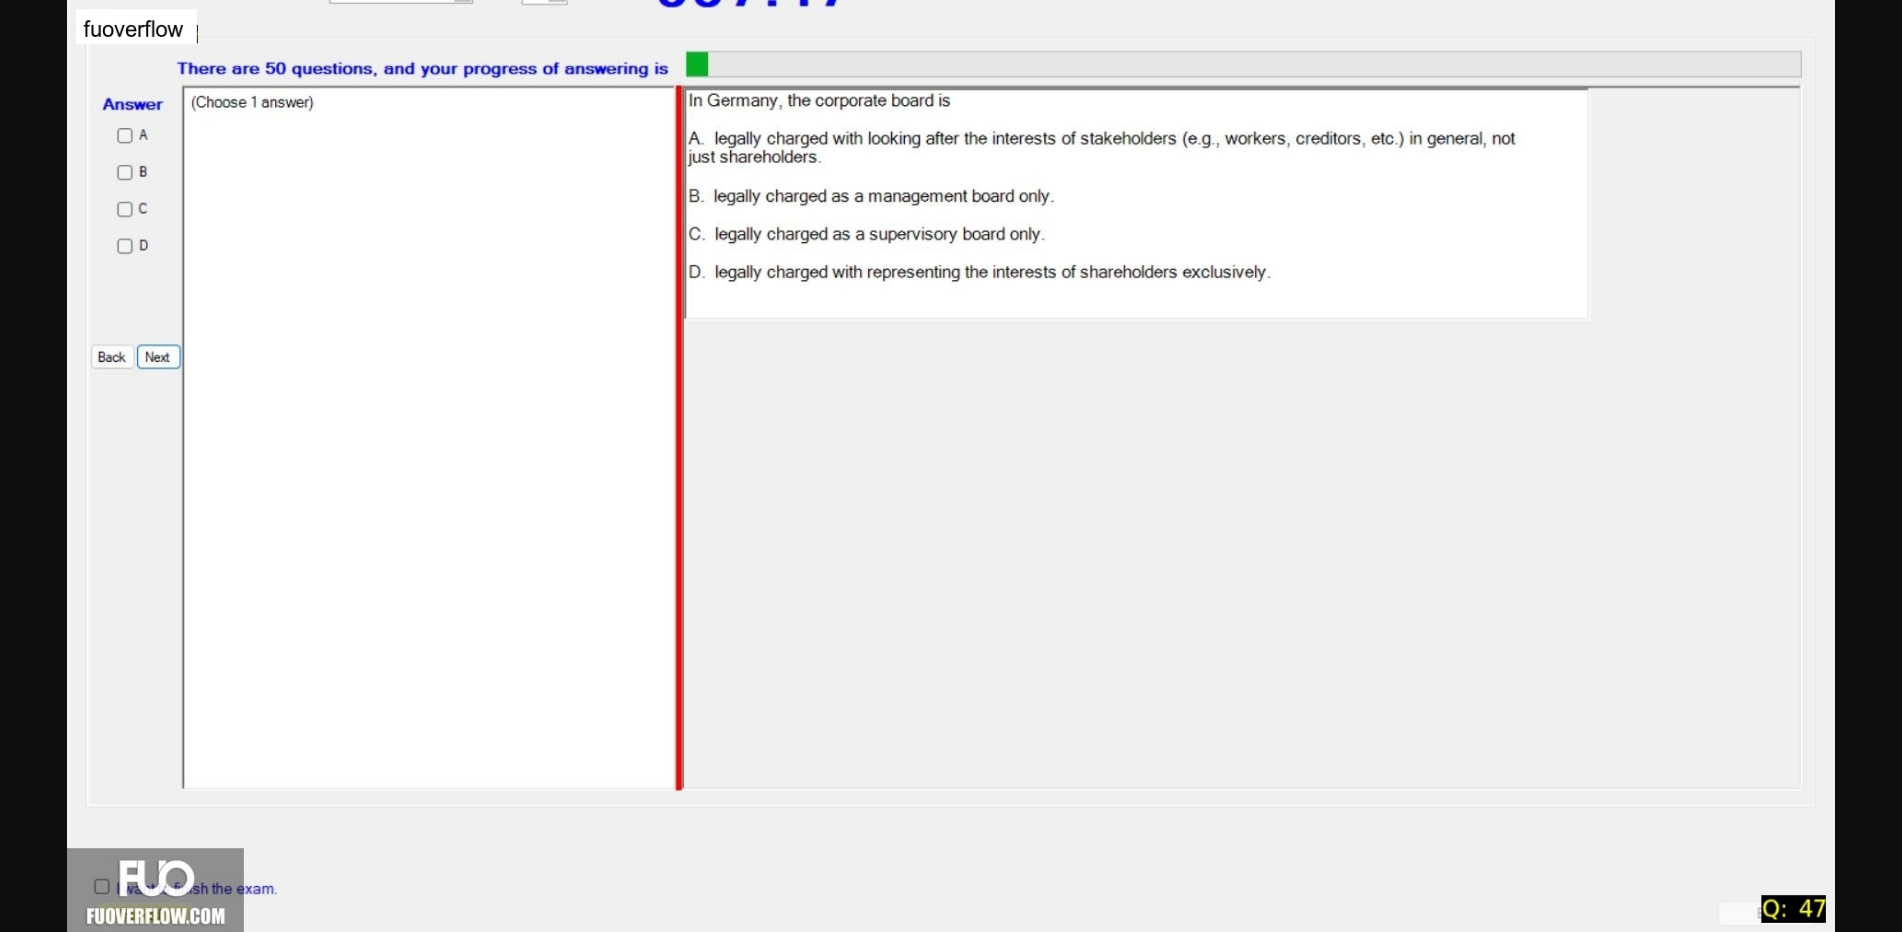 fuoverflow
There are 50 questions, and your progress of answering is
Answer
(Choose 1 answer)
A
B
C
D
Back
Next
In Germany, the corporate board is
A. legally charged with looking after the interests of stakeholders (e.g., workers, creditors, etc.) in general, not
just shareholders.
B. legally charged as a management board only.
C. legally charged as a supervisory board only.
D. legally charged with representing the interests of shareholders exclusively.
FUO
the exam.
FUOVERFLOW.COM
Q: 47